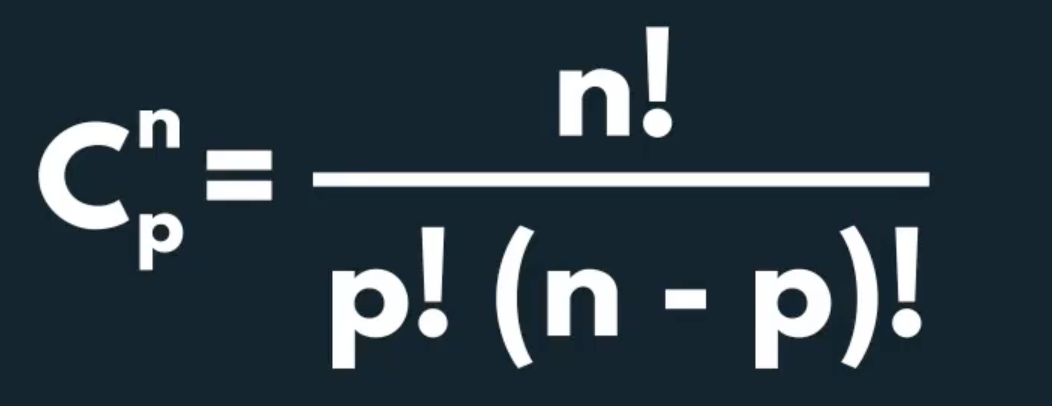 C^n_p = n! / p! (n - p)!